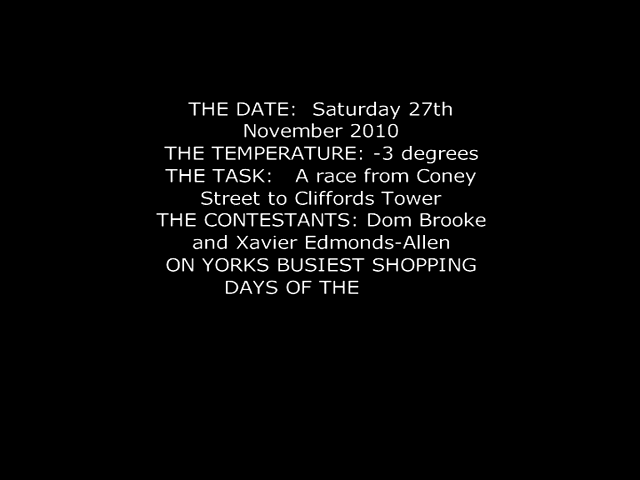 THE DATE:  Saturday 27th
November 2010
THE TEMPERATURE: -3 degrees
THE TASK:   A race from Coney
Street to Cliffords Tower
THE CONTESTANTS: Dom Brooke
and Xavier Edmonds-Allen
ON YORKS BUSIEST SHOPPING
DAYS OF THE